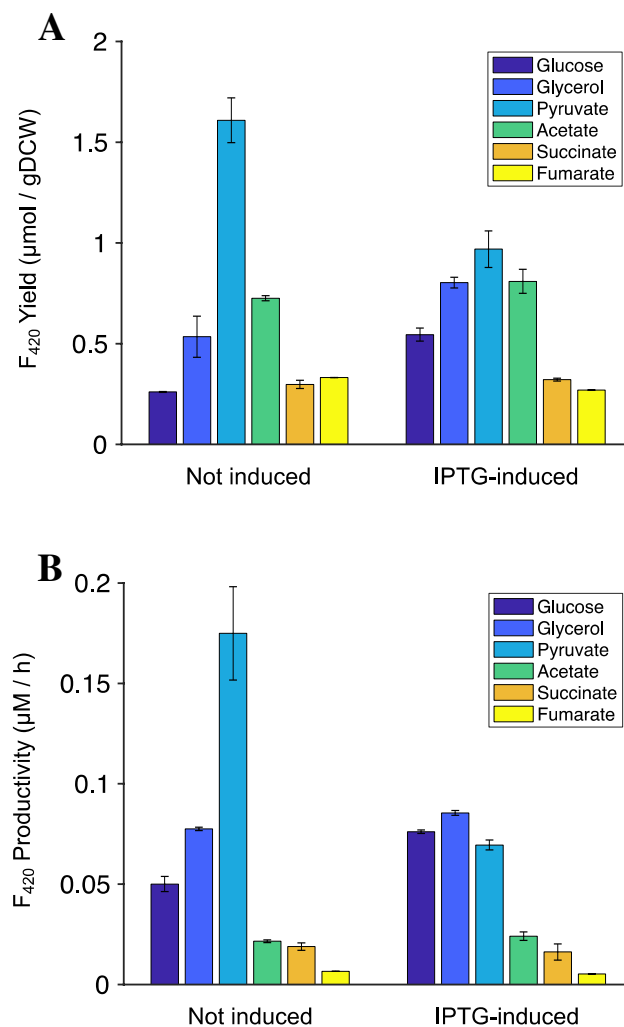 A
F₄₂₀ Yield (µmol / gDCW)
2
1.5
1
0.5
0
Glucose
Glycerol
Pyruvate
Acetate
Succinate
Fumarate
Not induced
IPTG-induced
B
F₄₂₀ Productivity (µM / h)
0.2
0.15
0.1
0.05
0
Glucose
Glycerol
Pyruvate
Acetate
Succinate
Fumarate
Not induced
IPTG-induced